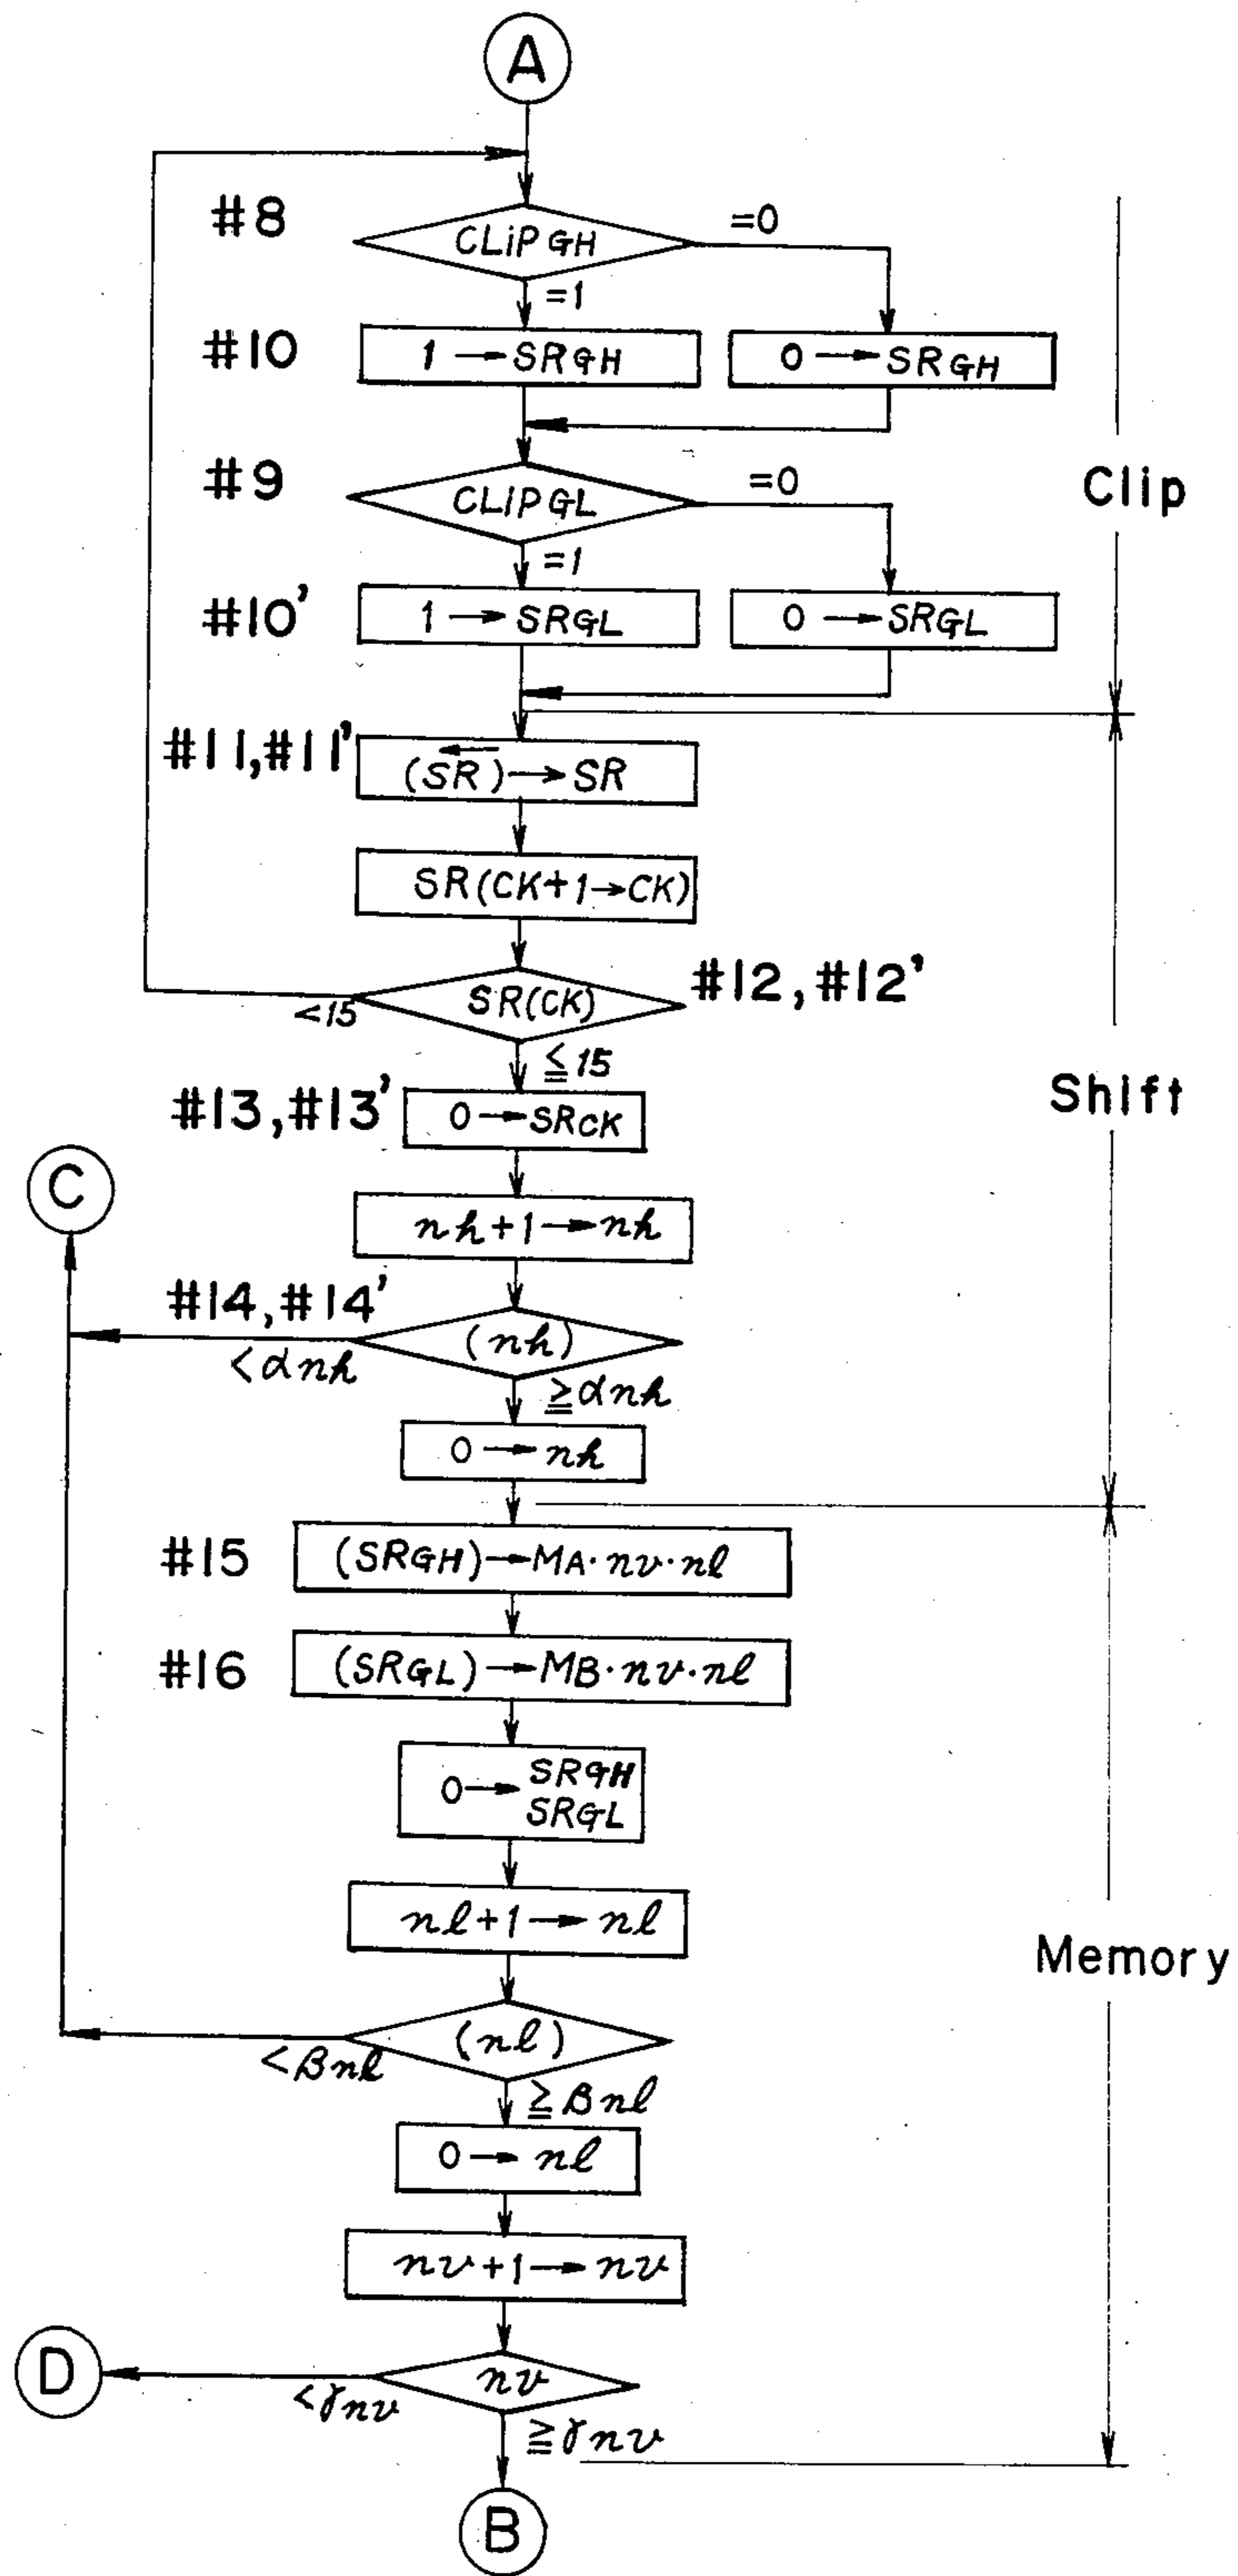 A
#8
CLiP GH
=0
=1
#10
1 → SRGH
0 → SRGH
#9
CLiPGL
=0
Clip
=1
#10'
1 → SRGL
0 → SRGL
#11,#11'
(SR) → SR
SR(CK+1→CK)
#12,#12'
SR(CK)
<15
≦15
Shift
#13,#13'
0 → SRCK
C
nh+1 → nh
#14,#14'
(nh)
<αnh
≧αnh
0 → nh
#15
(SRGH)→MA·nv·nl
#16
(SRGL)→MB·nv·nl
0 → SRGH
SRGL
nl+1 → nl
Memory
(nl)
<βnl
≧βnl
0 → nl
nv+1 → nv
D
nv
<γnv
≧γnv
B